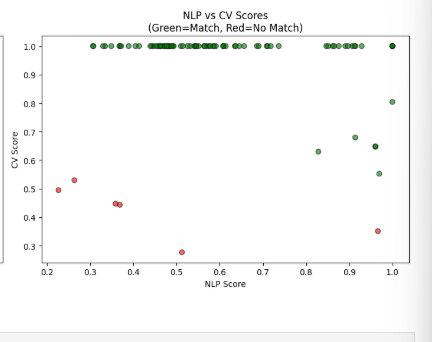 NLP vs CV Scores
(Green=Match, Red=No Match)
CV Score
1.0
0.9
0.8
0.7
0.6
0.5
0.4
0.3
0.2 0.3 0.4 0.5 0.6 0.7 0.8 0.9 1.0
NLP Score